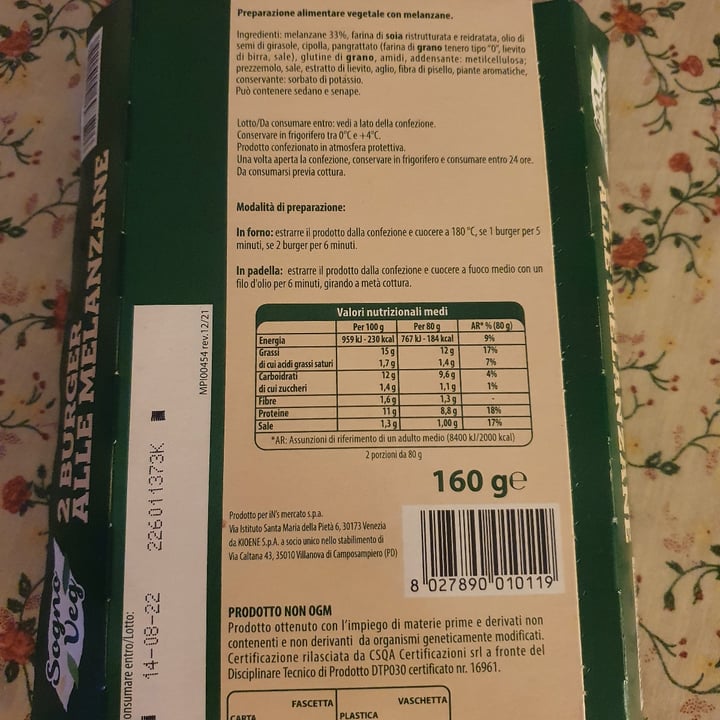 Preparazione alimentare vegetale con melanzane.
Ingredienti: melanzane 33%, farina di soia ristrutturata e reidratata, olio di
semi di girasole, cipolla, pangrattato (farina di grano tenero tipo "0", lievito
di birra, sale), glutine di grano, amidi, addensante: metilcellulosa;
prezzemolo, sale, estratto di lievito, aglio, fibra di pisello, piante aromatiche,
conservante: sorbato di potassio.
Può contenere sedano e senape.
Lotto/Da consumare entro: vedi a lato della confezione.
Conservare in frigorifero tra 0°C e +4°C.
Prodotto confezionato in atmosfera protettiva.
Una volta aperta la confezione, conservare in frigorifero e consumare entro 24 ore.
Da consumarsi previa cottura.
Modalità di preparazione:
In forno: estrarre il prodotto dalla confezione e cuocere a 180 °C, se 1 burger per 5
minuti, se 2 burger per 6 minuti.
In padella: estrarre il prodotto dalla confezione e cuocere a fuoco medio con un
filo d'olio per 6 minuti, girando a metà cottura.
Valori nutrizionali medi
Per 100 g Per 80 g AR* % (80 g)
Energia 959 kJ - 230 kcal 767 kJ - 184 kcal 9%
Grassi 15 g 12 g 17%
di cui acidi grassi saturi 1,7 g 1,4 g 7%
Carboidrati 12 g 9,6 g 4%
di cui zuccheri 1,4 g 1,1 g 1%
Fibre 1,6 g 1,3 g -
Proteine 11 g 8,8 g 18%
Sale 1,3 g 1,00 g 17%
*AR: Assunzioni di riferimento di un adulto medio (8400 kJ/2000 kcal)
2 porzioni da 80 g
160 g e
Prodotto per iN's mercato s.p.a.
Via Istituto Santa Maria della Pietà 6, 30173 Venezia
da KIOENE S.p.A. a socio unico nello stabilimento di
Via Caltana 43, 35010 Villanova di Camposampiero (PD)
8 027890 010119
PRODOTTO NON OGM
Prodotto ottenuto con l'impiego di materie prime e derivati non
contenenti e non derivanti da organismi geneticamente modificati.
Certificazione rilasciata da CSQA Certificazioni srl a fronte del
Disciplinare Tecnico di Prodotto DTP030 certificato nr. 16961.
FASCETTA VASCHETTA
CARTA PLASTICA
2 BURGER
ALLE MELANZANE
Sogno
Veg
MPI00454 rev.12/21
onsumare entro/Lotto:
14-08-22 226011373K